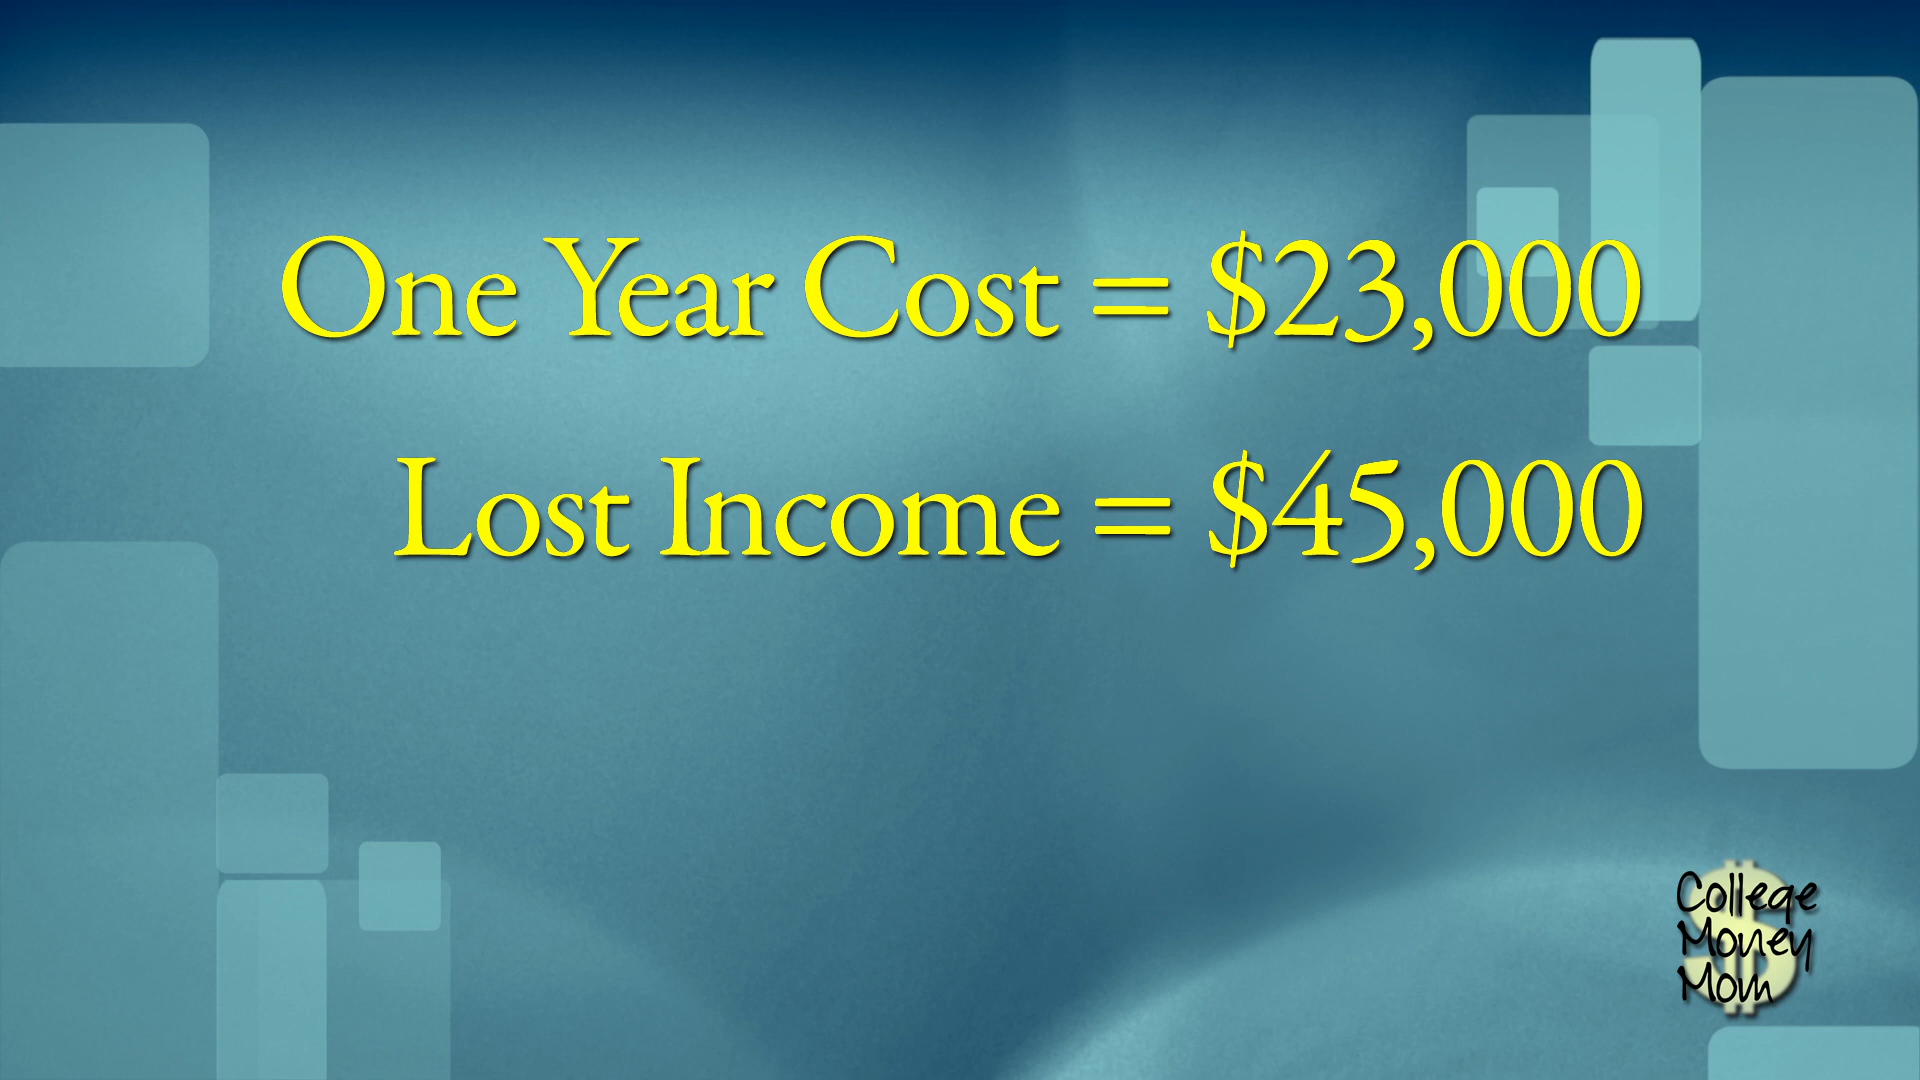 One Year Cost = $23,000
Lost Income = $45,000
College
Money
Mom